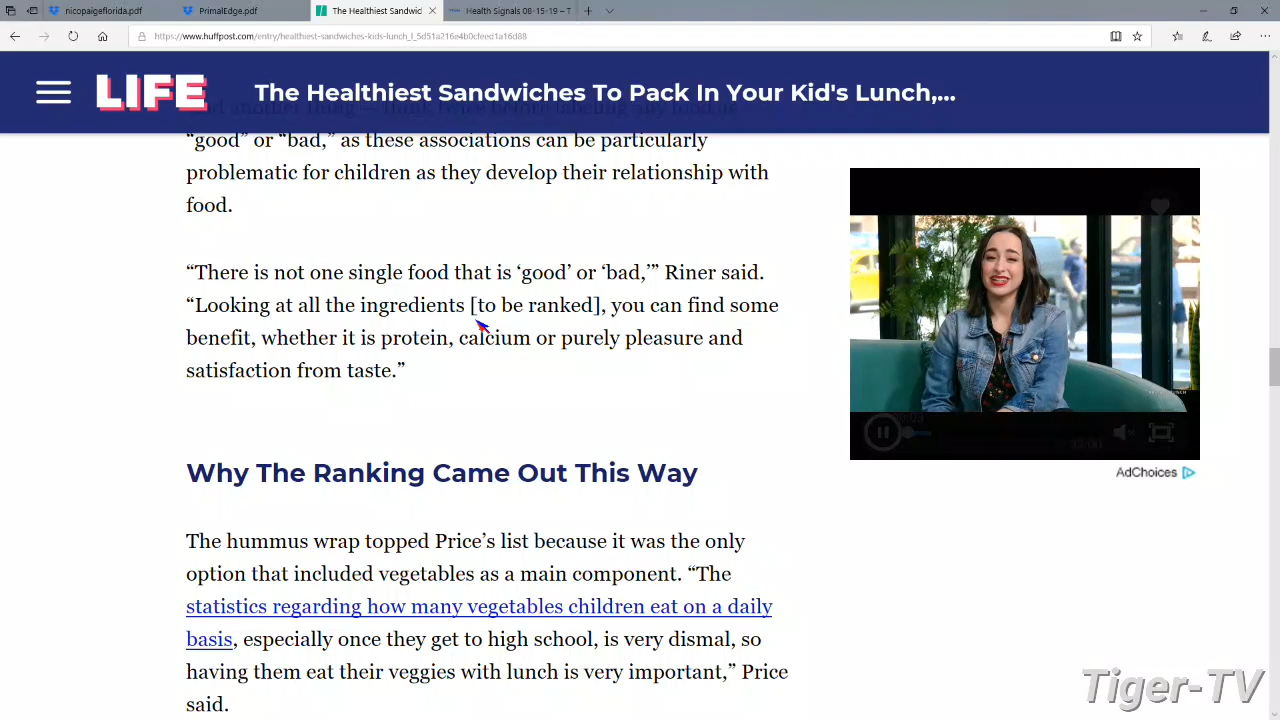 nicopaigeflorida.pdf
PrimalEdge.pdf
The Healthiest Sandwic
Health Signals 08-15-19 – T
https://www.huffpost.com/entry/healthiest-sandwiches-kids-lunch_l_5d51a216e4b0cfeed1a16d88
LIFE
The Healthiest Sandwiches To Pack In Your Kid's Lunch,...
“good” or “bad,” as these associations can be particularly
problematic for children as they develop their relationship with
food.
“There is not one single food that is ‘good’ or ‘bad,’” Riner said.
“Looking at all the ingredients [to be ranked], you can find some
benefit, whether it is protein, calcium or purely pleasure and
satisfaction from taste.”
AdChoices
Why The Ranking Came Out This Way
The hummus wrap topped Price’s list because it was the only
option that included vegetables as a main component. “The
statistics regarding how many vegetables children eat on a daily
basis, especially once they get to high school, is very dismal, so
having them eat their veggies with lunch is very important,” Price
said.
Tiger-TV